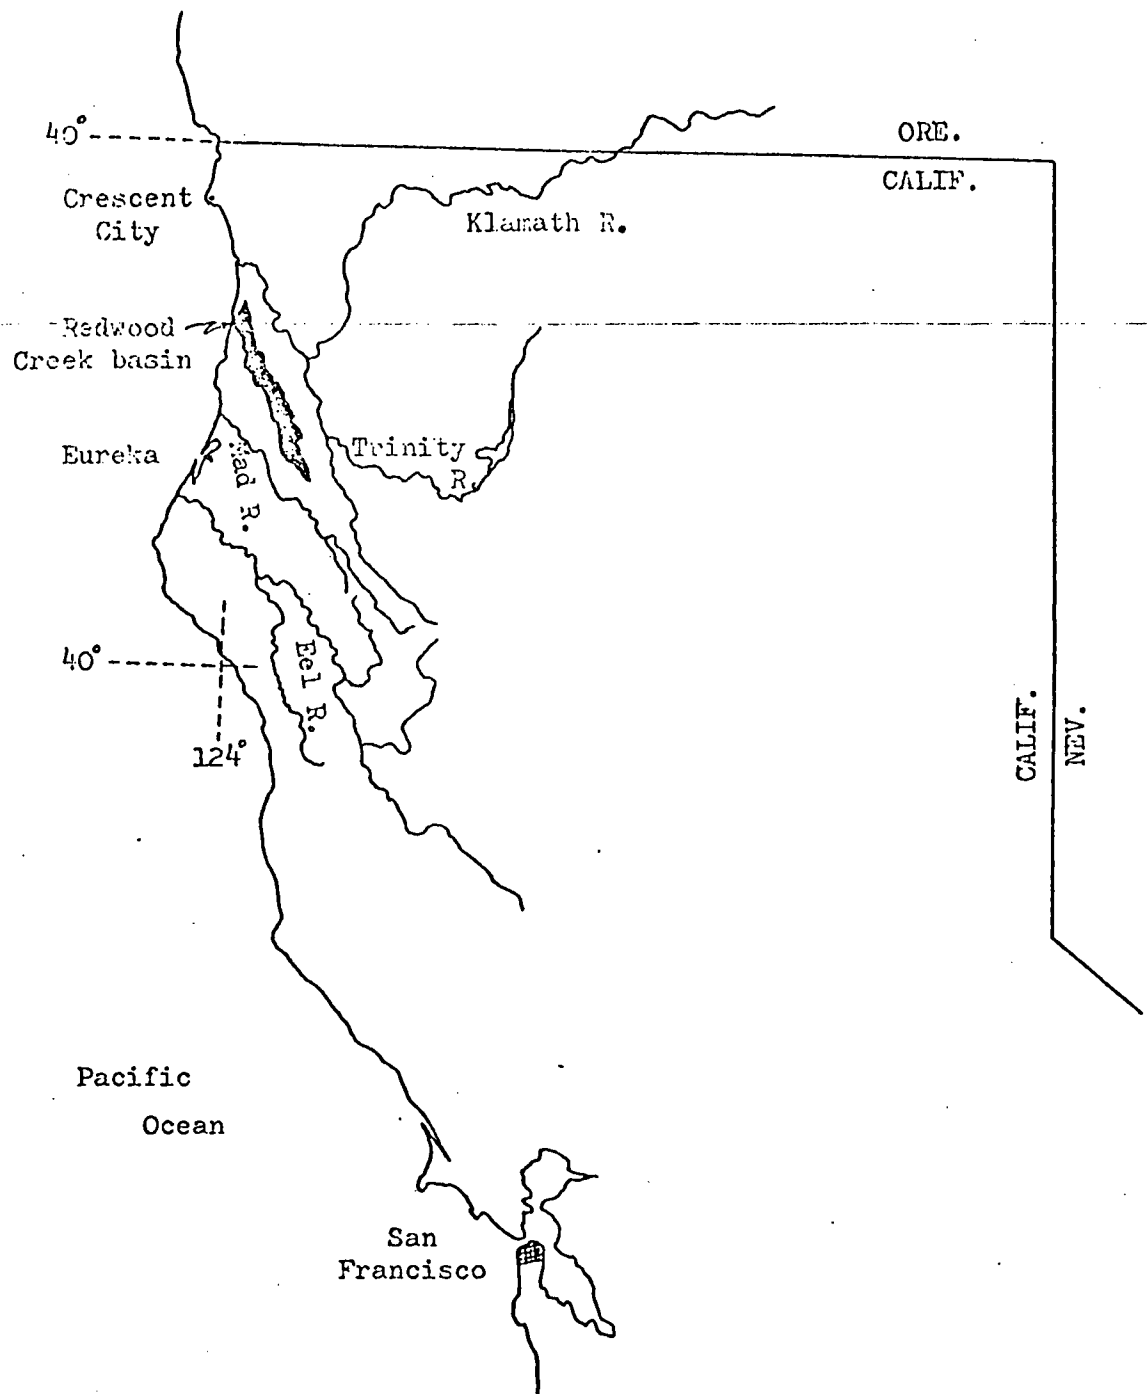 40°
ORE.
CALIF.
Crescent
City
Klamath R.
Redwood
Creek basin
Eureka
Mad R.
Trinity
R.
40°
Eel R.
124°
CALIF.
NEV.
Pacific
Ocean
San
Francisco